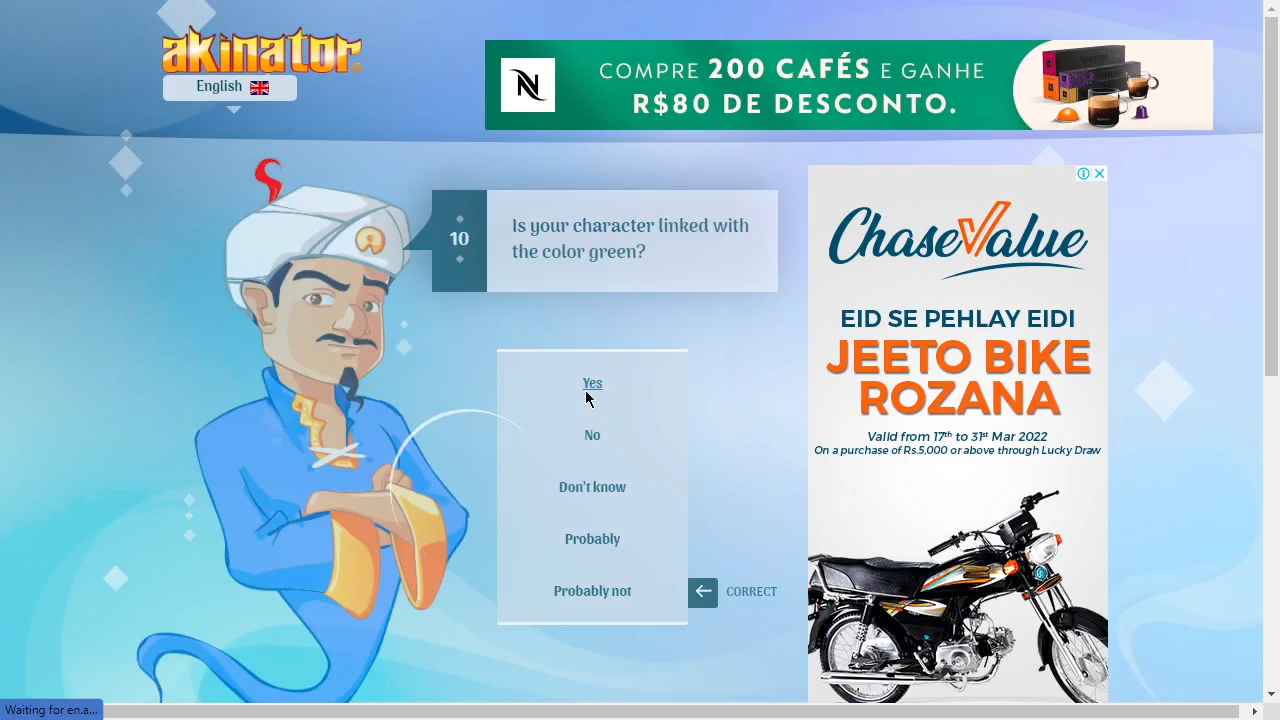 akinator
English
COMPRE 200 CAFÉS E GANHE
R$80 DE DESCONTO.
10
Is your character linked with
the color green?
Yes
No
Don't know
Probably
Probably not
CORRECT
ChaseValue
EID SE PEHLAY EIDI
JEETO BIKE
ROZANA
Valid from 17th to 31st Mar 2022
On a purchase of Rs.5,000 or above through Lucky Draw
Waiting for en.a...